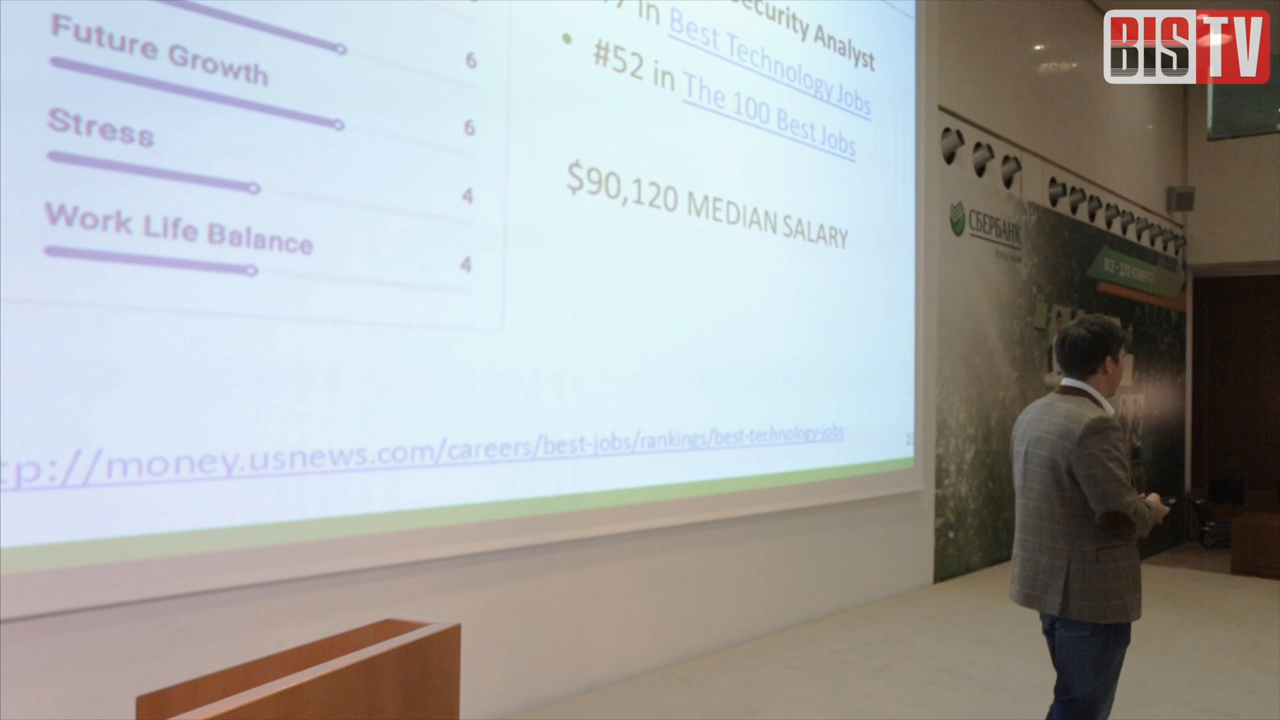 Future Growth
6
6
Stress
4
Work Life Balance
4
Security Analyst
in Best Technology Jobs
#52 in The 100 Best Jobs
$90,120 MEDIAN SALARY
tp://money.usnews.com/careers/best-jobs/rankings/best-technology-jobs
BIS TV
СБЕРБАНК